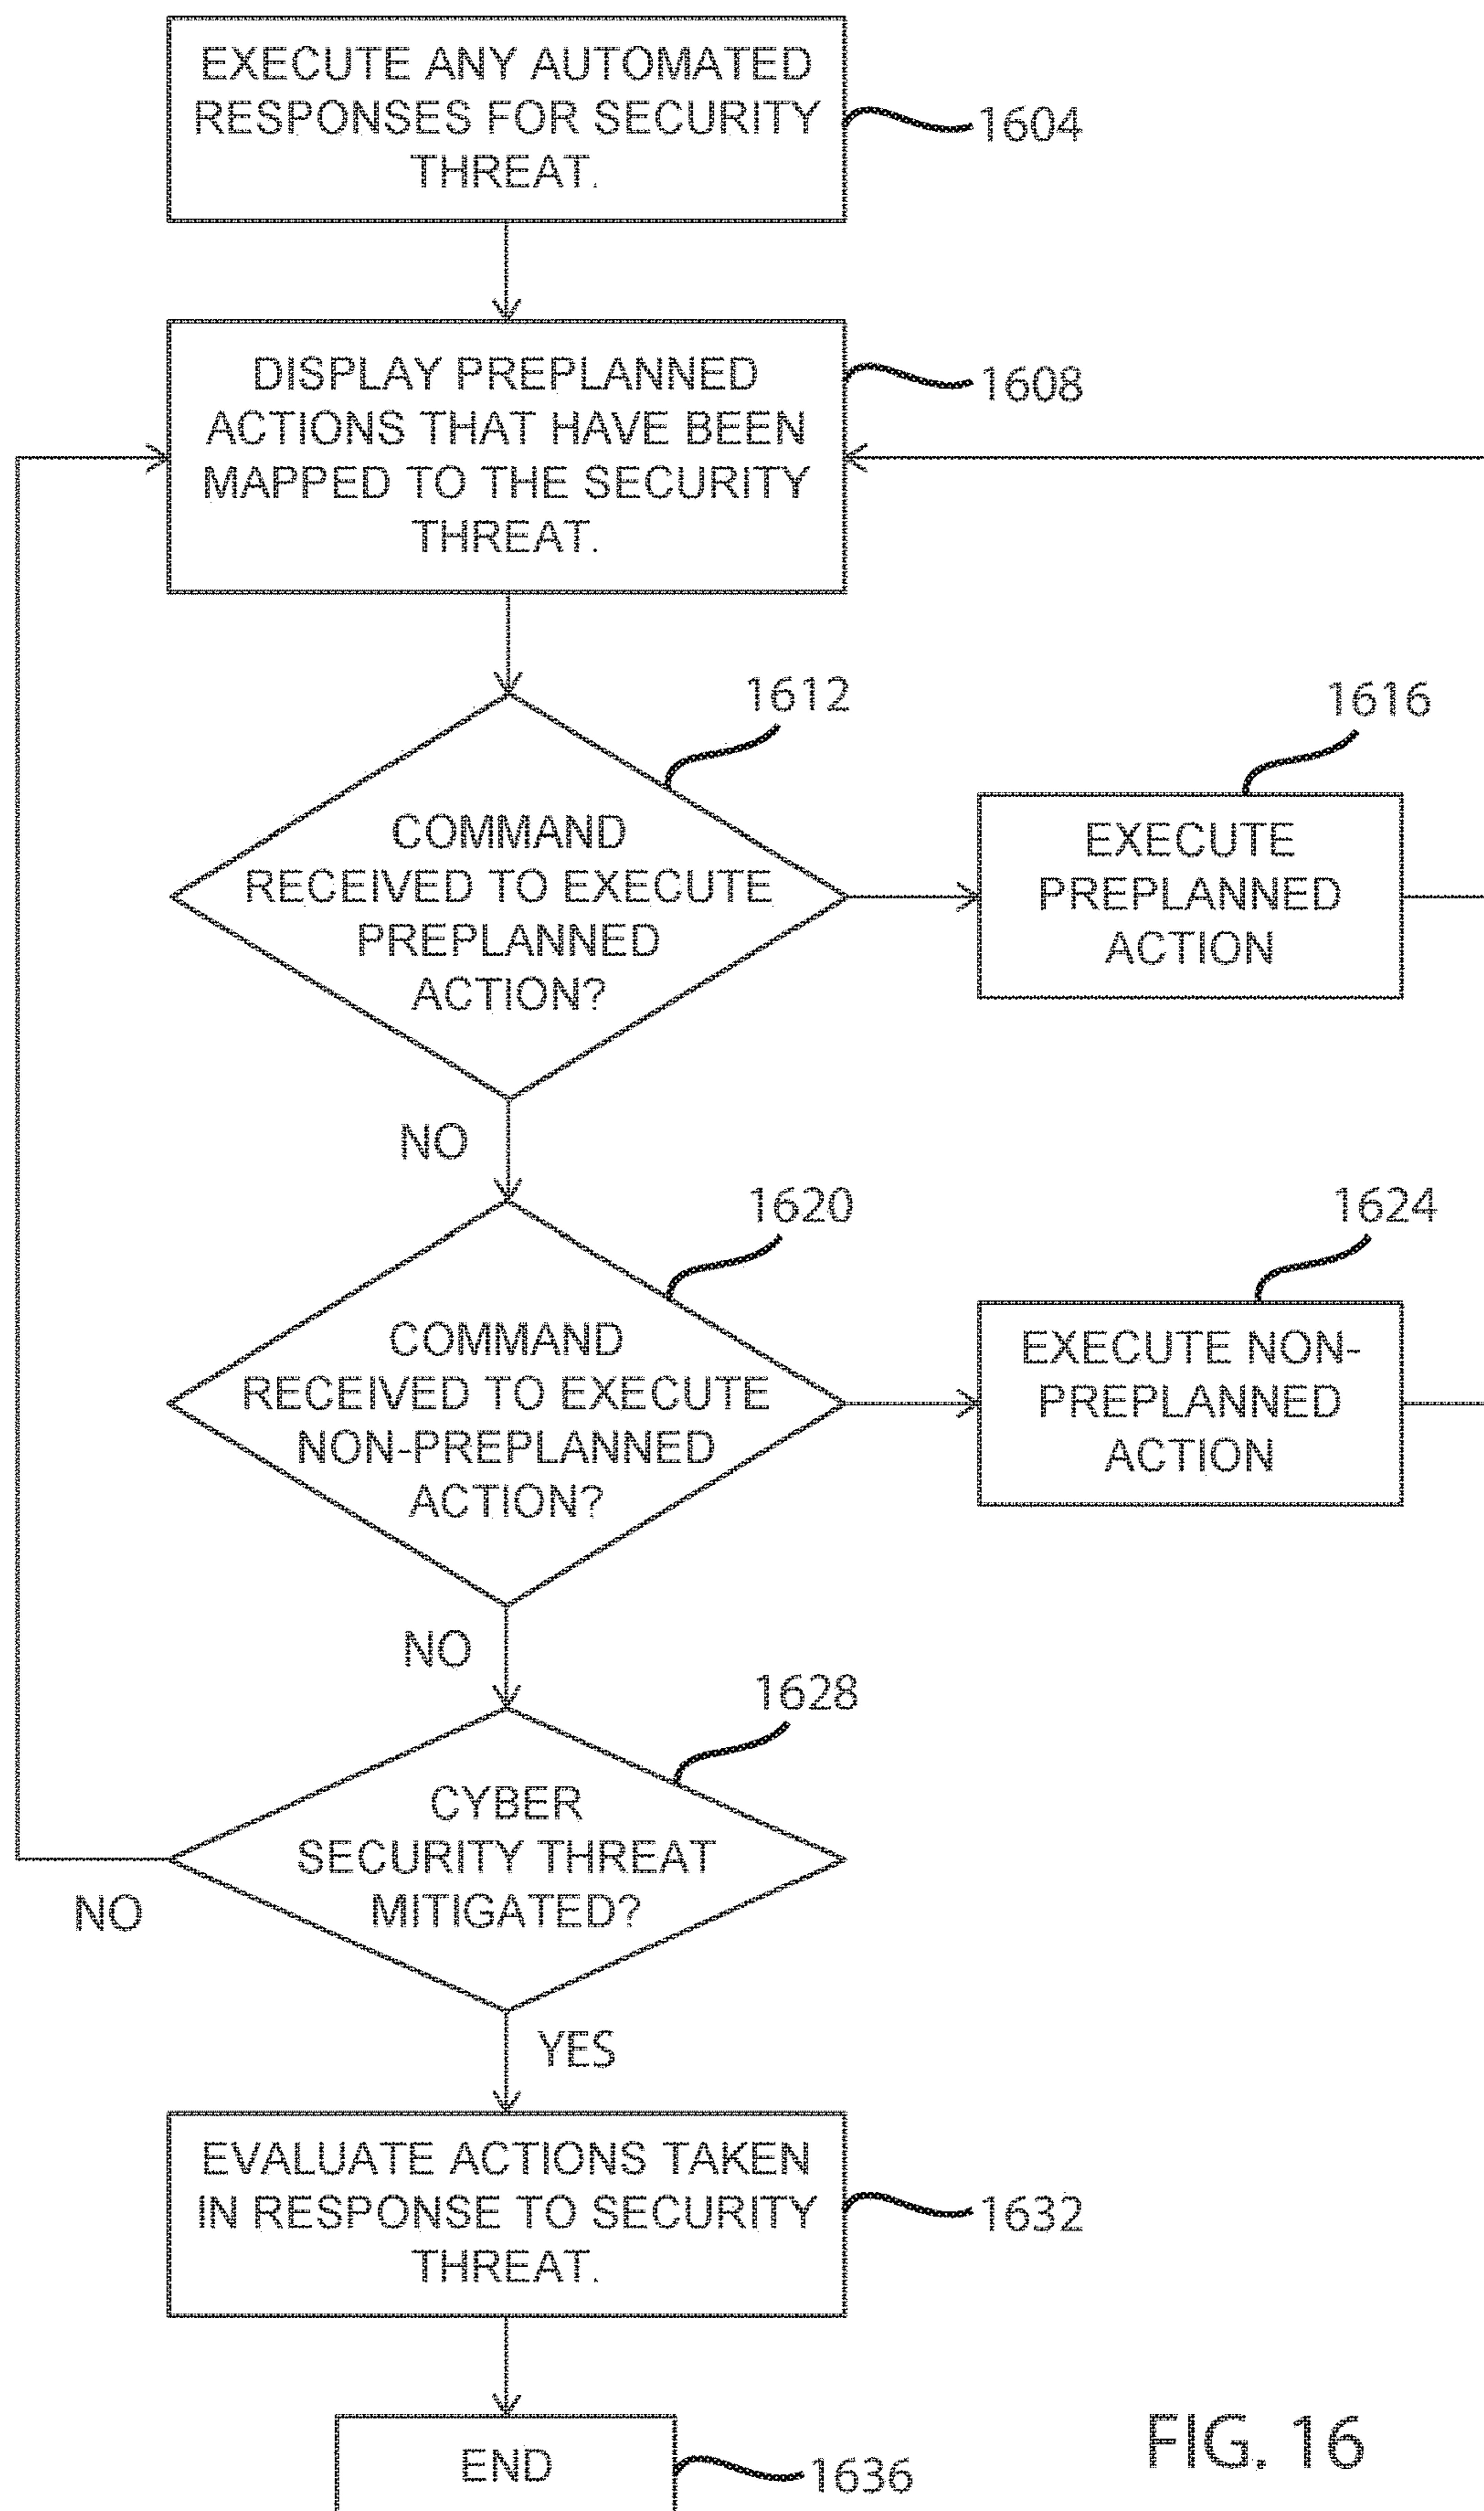 EXECUTE ANY AUTOMATED
RESPONSES FOR SECURITY
THREAT.
1604
DISPLAY PREPLANNED
ACTIONS THAT HAVE BEEN
MAPPED TO THE SECURITY
THREAT.
1608
1612
COMMAND
RECEIVED TO EXECUTE
PREPLANNED
ACTION?
1616
EXECUTE
PREPLANNED
ACTION
NO
1620
COMMAND
RECEIVED TO EXECUTE
NON-PREPLANNED
ACTION?
1624
EXECUTE NON-
PREPLANNED
ACTION
NO
1628
CYBER
SECURITY THREAT
MITIGATED?
NO
YES
EVALUATE ACTIONS TAKEN
IN RESPONSE TO SECURITY
THREAT.
1632
END
1636
FIG. 16